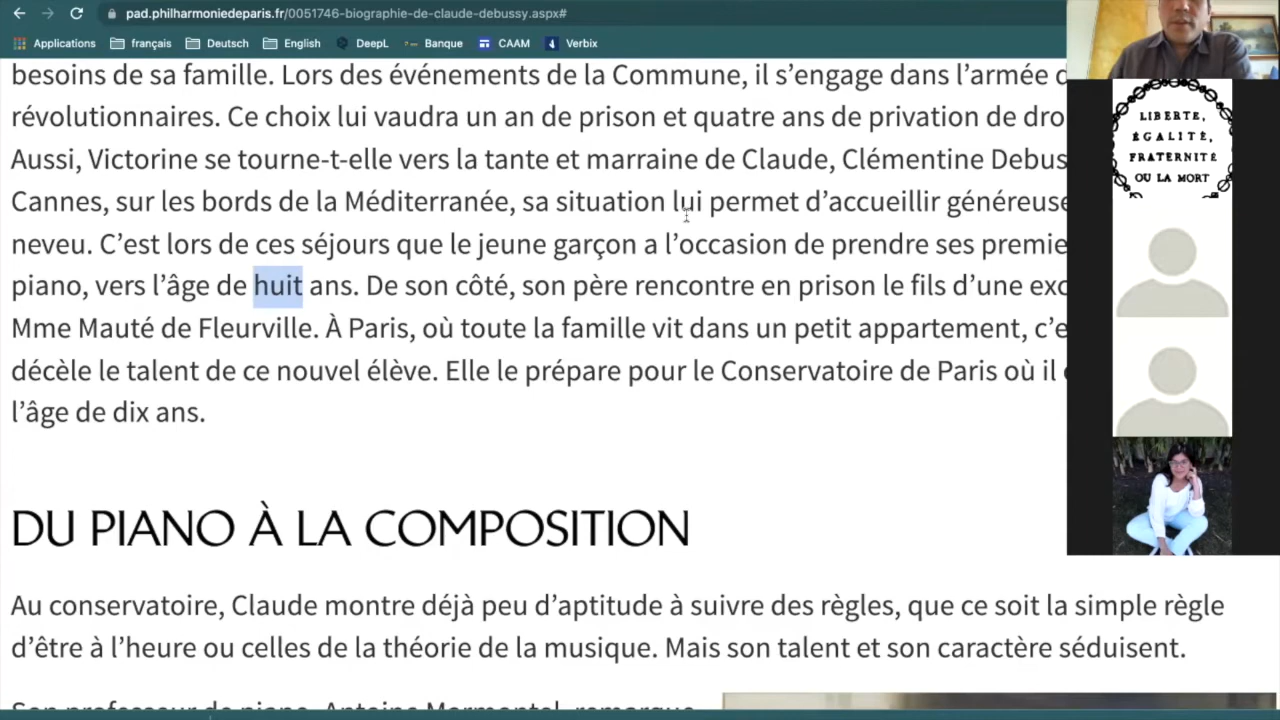 pad.philharmoniedeparis.fr/0051746-biographie-de-claude-debussy.aspx#
Applications français Deutsch English DeepL Banque CAAM Verbix
besoins de sa famille. Lors des événements de la Commune, il s’engage dans l’armée
révolutionnaires. Ce choix lui vaudra un an de prison et quatre ans de privation de
Aussi, Victorine se tourne-t-elle vers la tante et marraine de Claude, Clémentine
Cannes, sur les bords de la Méditerranée, sa situation lui permet d’accueillir
neveu. C’est lors de ces séjours que le jeune garçon a l’occasion de prendre ses
piano, vers l’âge de huit ans. De son côté, son père rencontre en prison le fils d’une
Mme Mauté de Fleurville. À Paris, où toute la famille vit dans un petit appartement,
décèle le talent de ce nouvel élève. Elle le prépare pour le Conservatoire de Paris où il
l’âge de dix ans.
DU PIANO À LA COMPOSITION
Au conservatoire, Claude montre déjà peu d’aptitude à suivre des règles, que ce soit la simple règle
d’être à l’heure ou celles de la théorie de la musique. Mais son talent et son caractère séduisent.
Son professeur de piano, Antoine Marmontel, remarque
LIBERTE,
ÉGALITÉ,
FRATERNITÉ
OU LA MORT